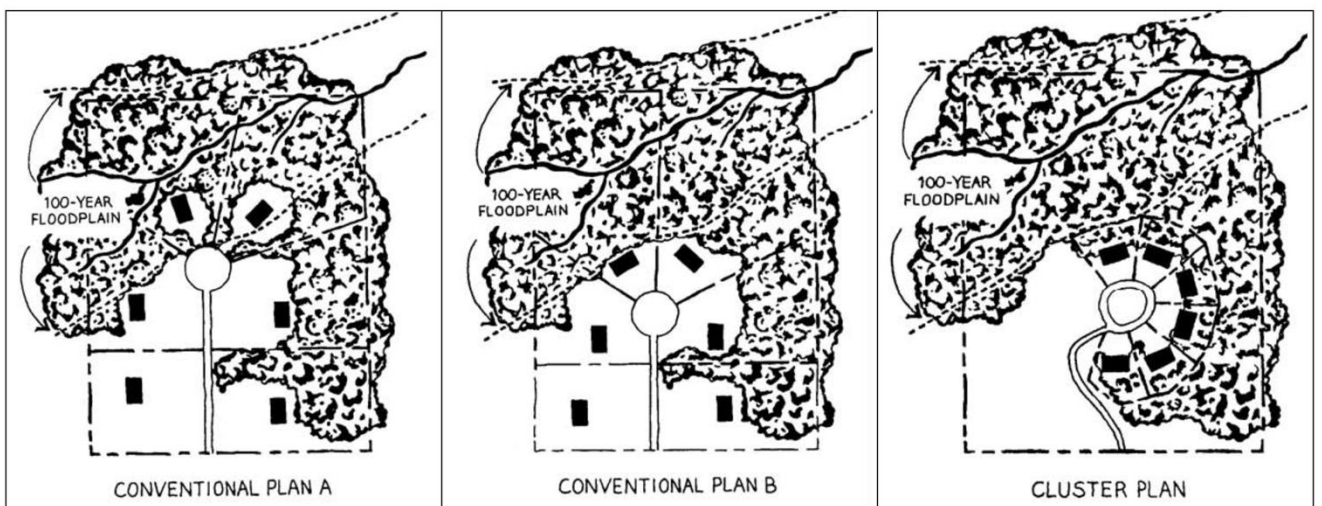 100-YEAR
FLOODPLAIN
CONVENTIONAL PLAN A
100-YEAR
FLOODPLAIN
CONVENTIONAL PLAN B
100-YEAR
FLOODPLAIN
CLUSTER PLAN